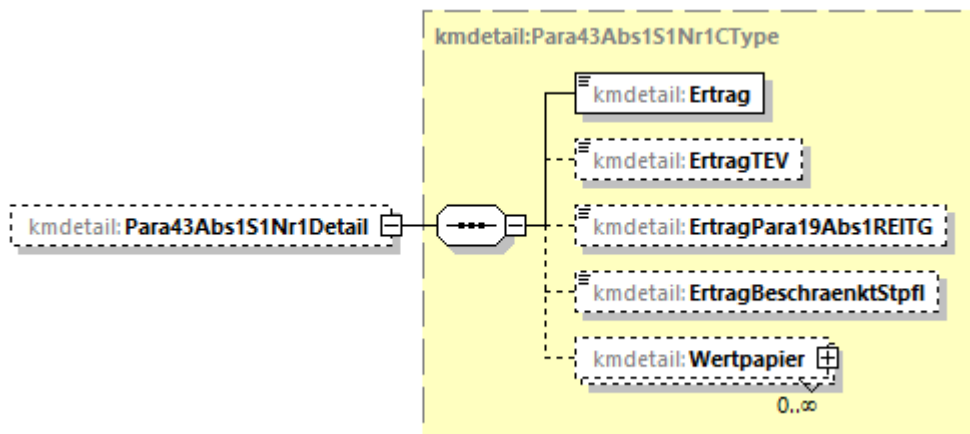 kmdetail:Para43Abs1S1Nr1CType
kmdetail:Ertrag
kmdetail:ErtragTEV
kmdetail:Para43Abs1S1Nr1Detail
kmdetail:ErtragPara19Abs1REITG
kmdetail:ErtragBeschraenktStpfl
kmdetail:Wertpapier
0..∞